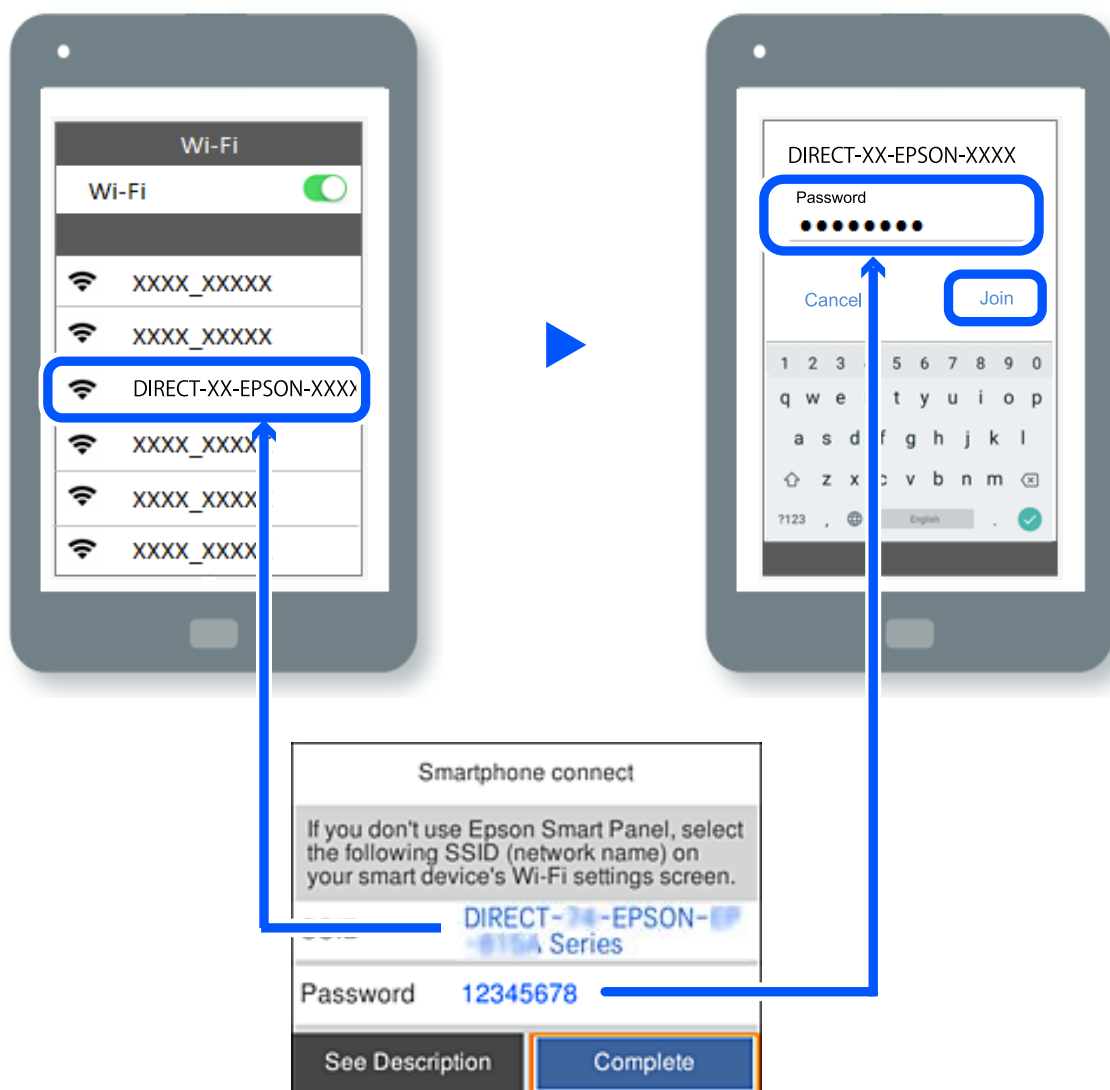 Wi-Fi
Wi-Fi
XXXX_XXXXX
XXXX_XXXXX
DIRECT-XX-EPSON-XXXX
XXXX_XXXX
XXXX_XXXX
XXXX_XXXX
DIRECT-XX-EPSON-XXXX
Password
Cancel
Join
1 2 3 5 6 7 8 9 0
q w e t y u i o p
a s d f g h j k l
z x c v b n m
?123 , English .
Smartphone connect
If you don't use Epson Smart Panel, select
the following SSID (network name) on
your smart device's Wi-Fi settings screen.
DIRECT- -EPSON-
Series
Password 12345678
See Description Complete